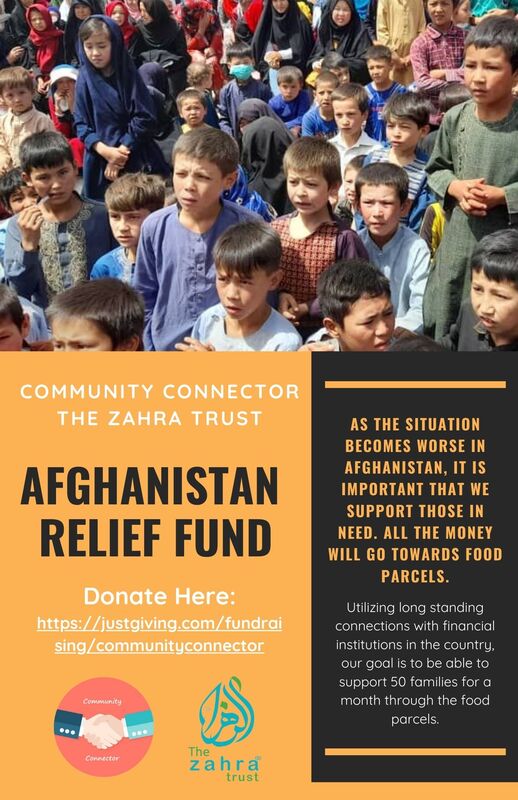 COMMUNITY CONNECTOR
THE ZAHRA TRUST
AFGHANISTAN
RELIEF FUND
Donate Here:
https://justgiving.com/fundrai
sing/communityconnector
Community
Connector
The
zahra
trust
AS THE SITUATION
BECOMES WORSE IN
AFGHANISTAN, IT IS
IMPORTANT THAT WE
SUPPORT THOSE IN
NEED. ALL THE MONEY
WILL GO TOWARDS FOOD
PARCELS.
Utilizing long standing
connections with financial
institutions in the country,
our goal is to be able to
support 50 families for a
month through the food
parcels.